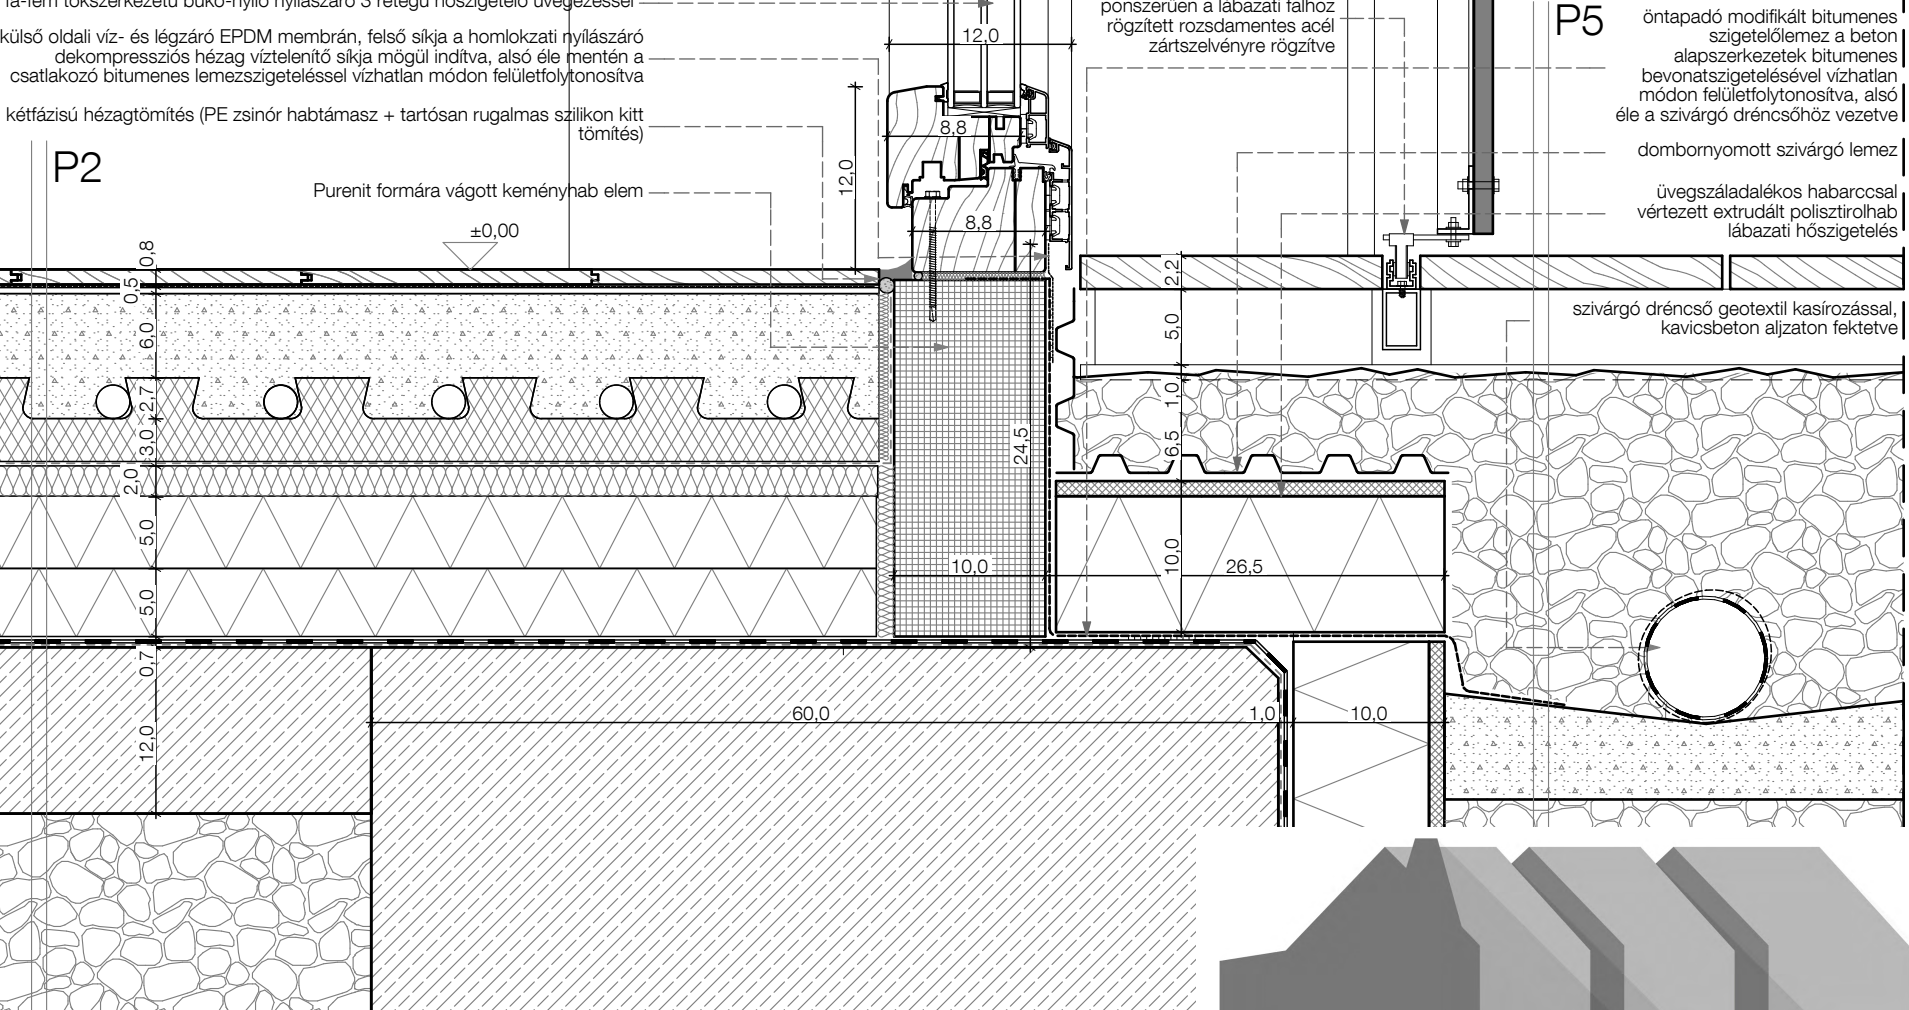 fa-fém tokszerkezetű bukó-nyíló nyílászáró 3 rétegű hőszigetelő üvegezéssel
külső oldali víz- és légzáró EPDM membrán, felső síkja a homlokzati nyílászáró
dekompressziós hézag víztelenítő síkja mögül indítva, alsó éle mentén a
csatlakozó bitumenes lemezszigeteléssel vízhatlan módon felületfolytonosítva
kétfázisú hézagtömítés (PE zsinór habtámasz + tartósan rugalmas szilikon kitt
tömítés)
P2
Purenit formára vágott keményhab elem
±0,00
ponszerűen a lábazati falhoz
rögzített rozsdamentes acél
zártszelvényre rögzítve
P5
öntapadó modifikált bitumenes
szigetelőlemez a beton
alapszerkezetek bitumenes
bevonatszigetelésével vízhatlan
módon felületfolytonosítva, alsó
éle a szivárgó dréncsőhöz vezetve
dombornyomott szivárgó lemez
üvegszáladalékos habarccsal
vértezett extrudált polisztirolhab
lábazati hőszigetelés
szivárgó dréncső geotextil kasírozással,
kavicsbeton aljzaton fektetve
12,0
8,8
12,0
8,8
0,8
0,5
6,0
2,7
3,0
2,0
5,0
5,0
0,7
12,0
24,5
10,0
2,2
5,0
1,0
6,5
10,0
26,5
60,0
1,0
10,0